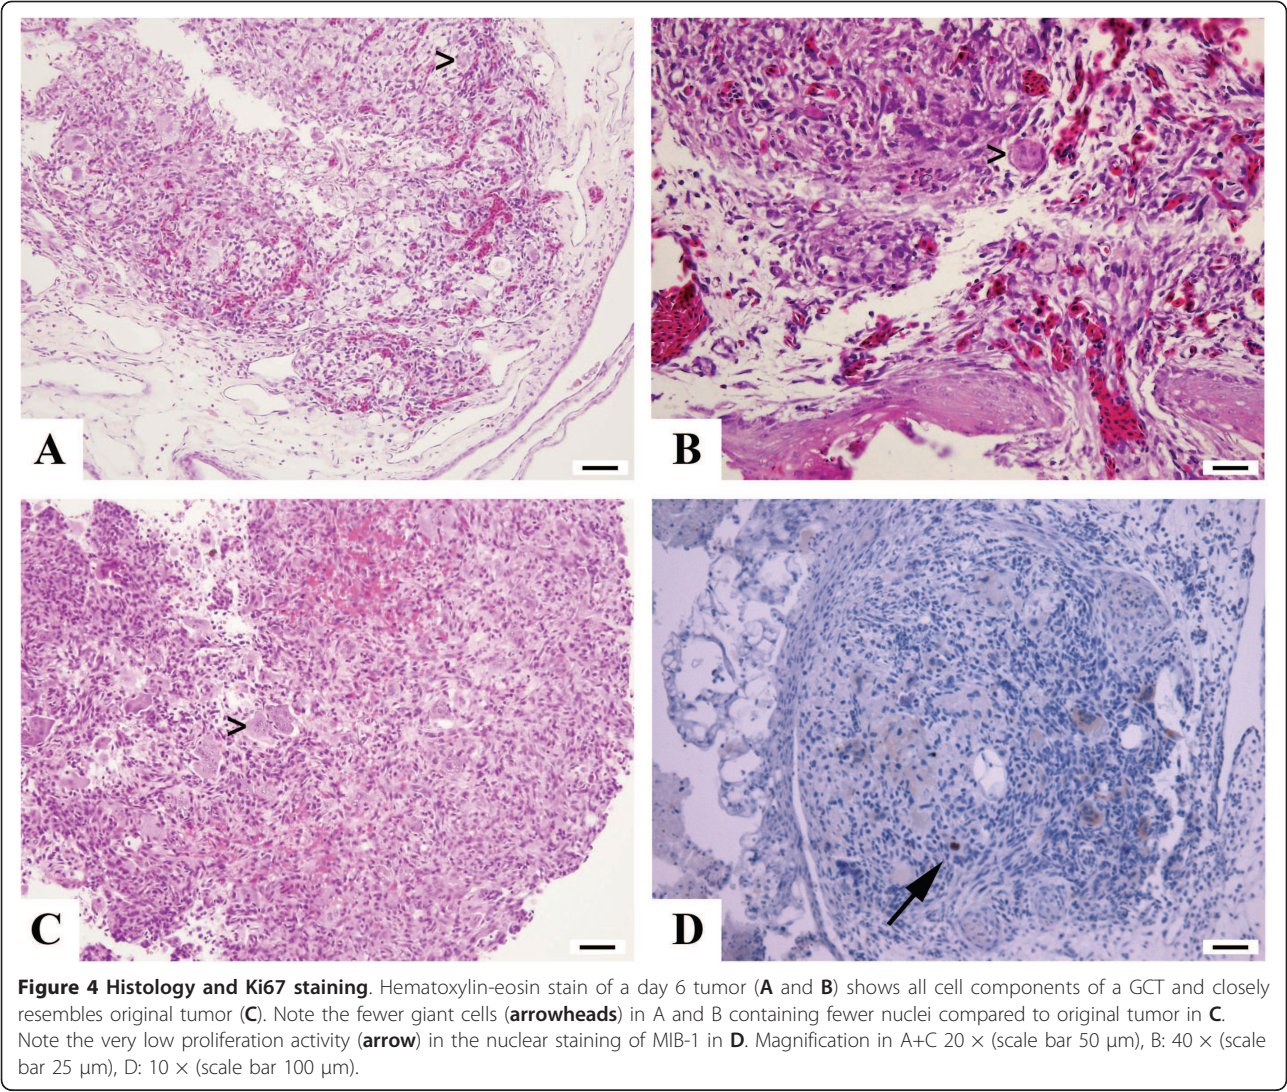 >
>
A
B
>
C
D
Figure 4 Histology and Ki67 staining. Hematoxylin-eosin stain of a day 6 tumor (A and B) shows all cell components of a GCT and closely
resembles original tumor (C). Note the fewer giant cells (arrowheads) in A and B containing fewer nuclei compared to original tumor in C.
Note the very low proliferation activity (arrow) in the nuclear staining of MIB-1 in D. Magnification in A+C 20 × (scale bar 50 μm), B: 40 × (scale
bar 25 μm), D: 10 × (scale bar 100 μm).